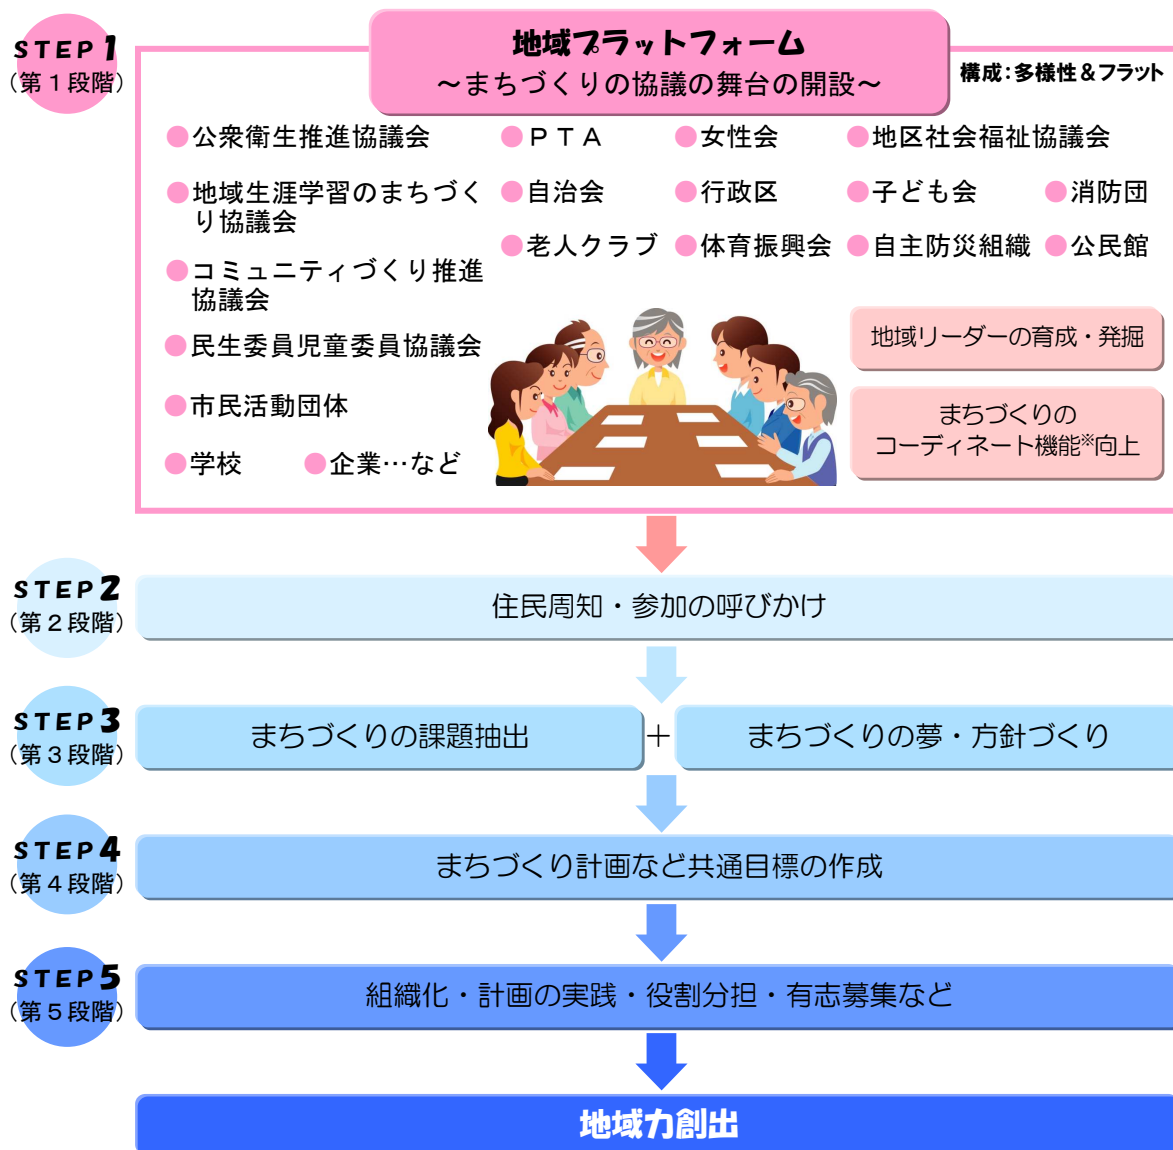 STEP1
(第1段階)
地域プラットフォーム
～まちづくりの協議の舞台の開設～
構成:多様性＆フラット
●公衆衛生推進協議会
●PTA
●女性会
●地区社会福祉協議会
●地域生涯学習のまちづく
り協議会
●自治会
●行政区
●子ども会
●消防団
●老人クラブ
●体育振興会
●自主防災組織
●公民館
●コミュニティづくり推進
協議会
●民生委員児童委員協議会
●市民活動団体
●学校
●企業…など
地域リーダーの育成・発掘
まちづくりの
コーディネート機能※向上
STEP2
(第2段階)
住民周知・参加の呼びかけ
STEP3
(第3段階)
まちづくりの課題抽出
＋
まちづくりの夢・方針づくり
STEP4
(第4段階)
まちづくり計画など共通目標の作成
STEP5
(第5段階)
組織化・計画の実践・役割分担・有志募集など
地域力創出